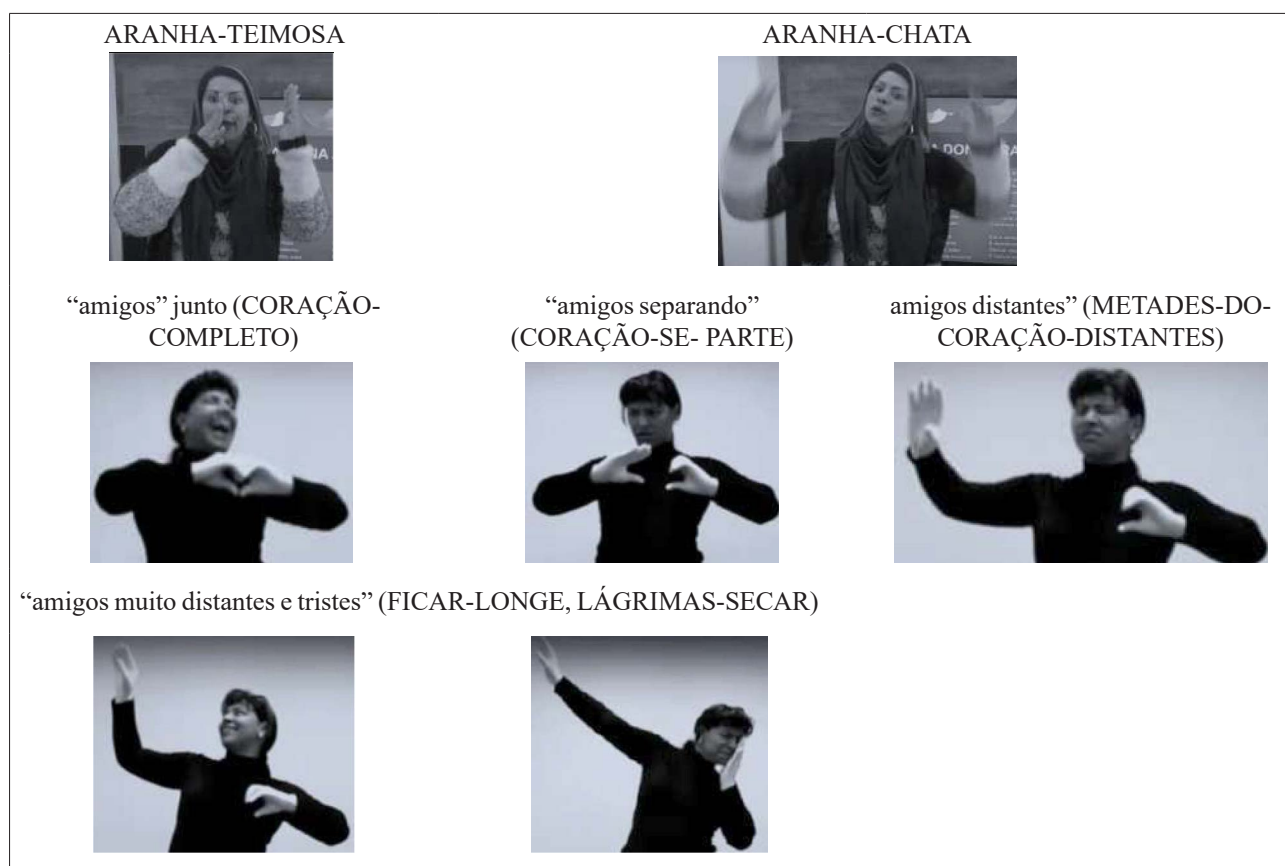 ARANHA-TEIMOSA
ARANHA-CHATA
“amigos” junto (CORAÇÃO-
COMPLETO)
“amigos separando”
(CORAÇÃO-SE- PARTE)
amigos distantes” (METADES-DO-
CORAÇÃO-DISTANTES)
“amigos muito distantes e tristes” (FICAR-LONGE, LÁGRIMAS-SECAR)